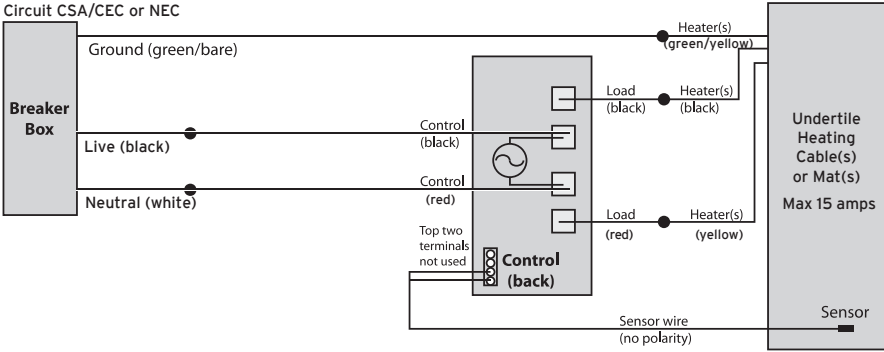 Circuit CSA/CEC or NEC
Breaker
Box
Ground (green/bare)
Live (black)
Neutral (white)
Control
(black)
Control
(red)
Top two
terminals
not used
Control
(back)
Load
(black)
Load
(red)
Heater(s)
(green/yellow)
Heater(s)
(black)
Heater(s)
(yellow)
Undertile
Heating
Cable(s)
or Mat(s)
Max 15 amps
Sensor
Sensor wire
(no polarity)